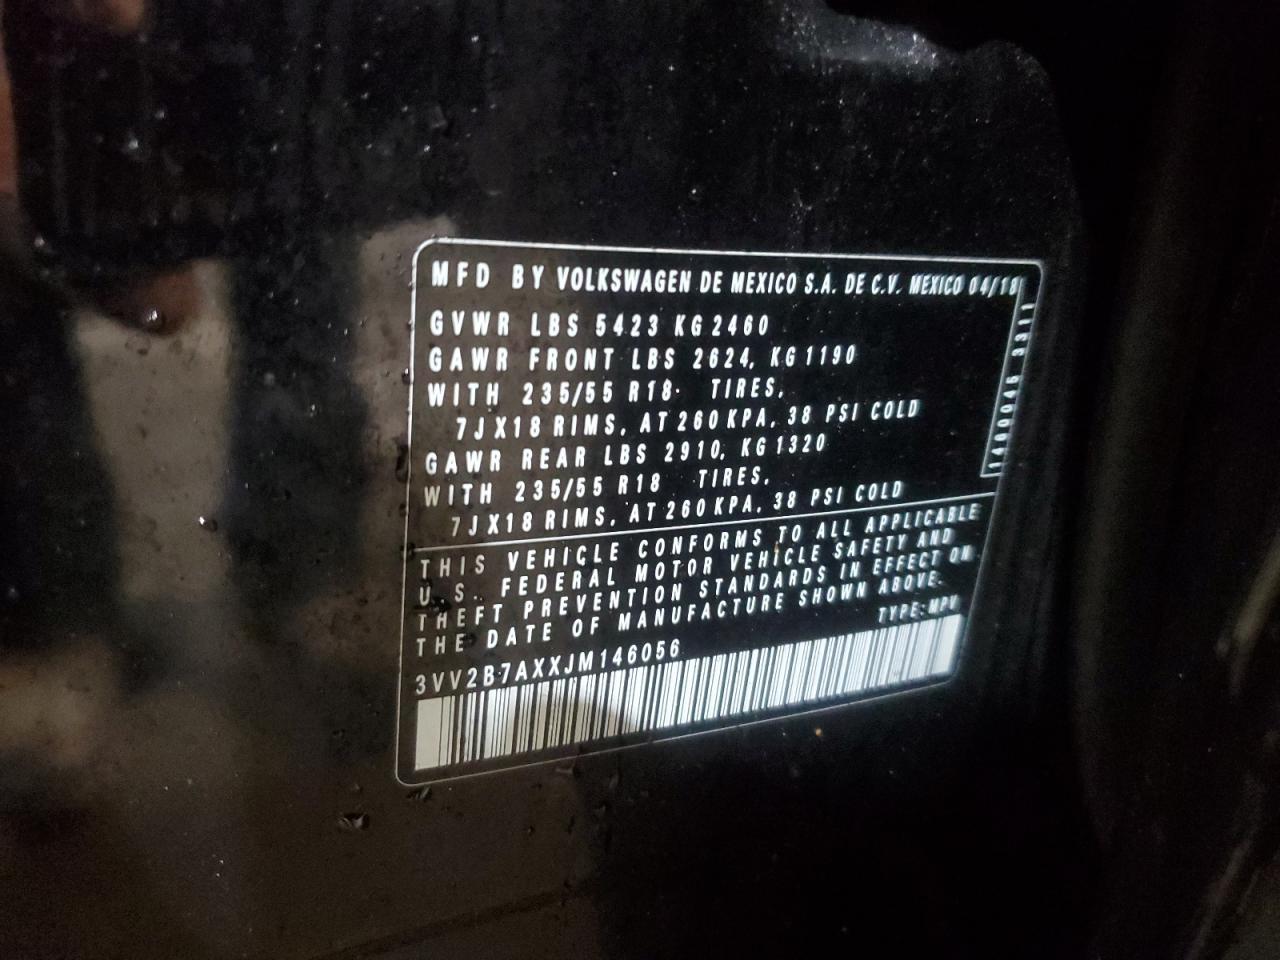 MFD BY VOLKSWAGEN DE MEXICO S.A. DE C.V. MEXICO 04/18
GVWR LBS 5423 KG 2460
GAWR FRONT LBS 2624, KG 1190
WITH 235/55 R18 TIRES,
7JX18 RIMS, AT 260 KPA, 38 PSI COLD
GAWR REAR LBS 2910, KG 1320
WITH 235/55 R18 TIRES,
7JX18 RIMS, AT 260 KPA, 38 PSI COLD
THIS VEHICLE CONFORMS TO ALL APPLICABLE
U.S. FEDERAL MOTOR VEHICLE SAFETY AND
THEFT PREVENTION STANDARDS IN EFFECT ON
THE DATE OF MANUFACTURE SHOWN ABOVE.
TYPE: MPV
3VV2B7AXXJM146056
3311